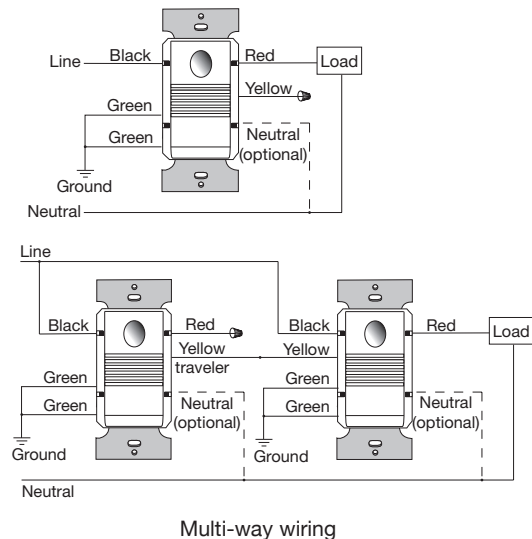 Line
Black
Red
Load
Yellow
Green
Green
Neutral
(optional)
Ground
Neutral
Line
Black
Red
Black
Red
Load
Yellow
traveler
Yellow
Green
Green
Green
Green
Neutral
(optional)
Neutral
(optional)
Ground
Ground
Neutral
Multi-way wiring